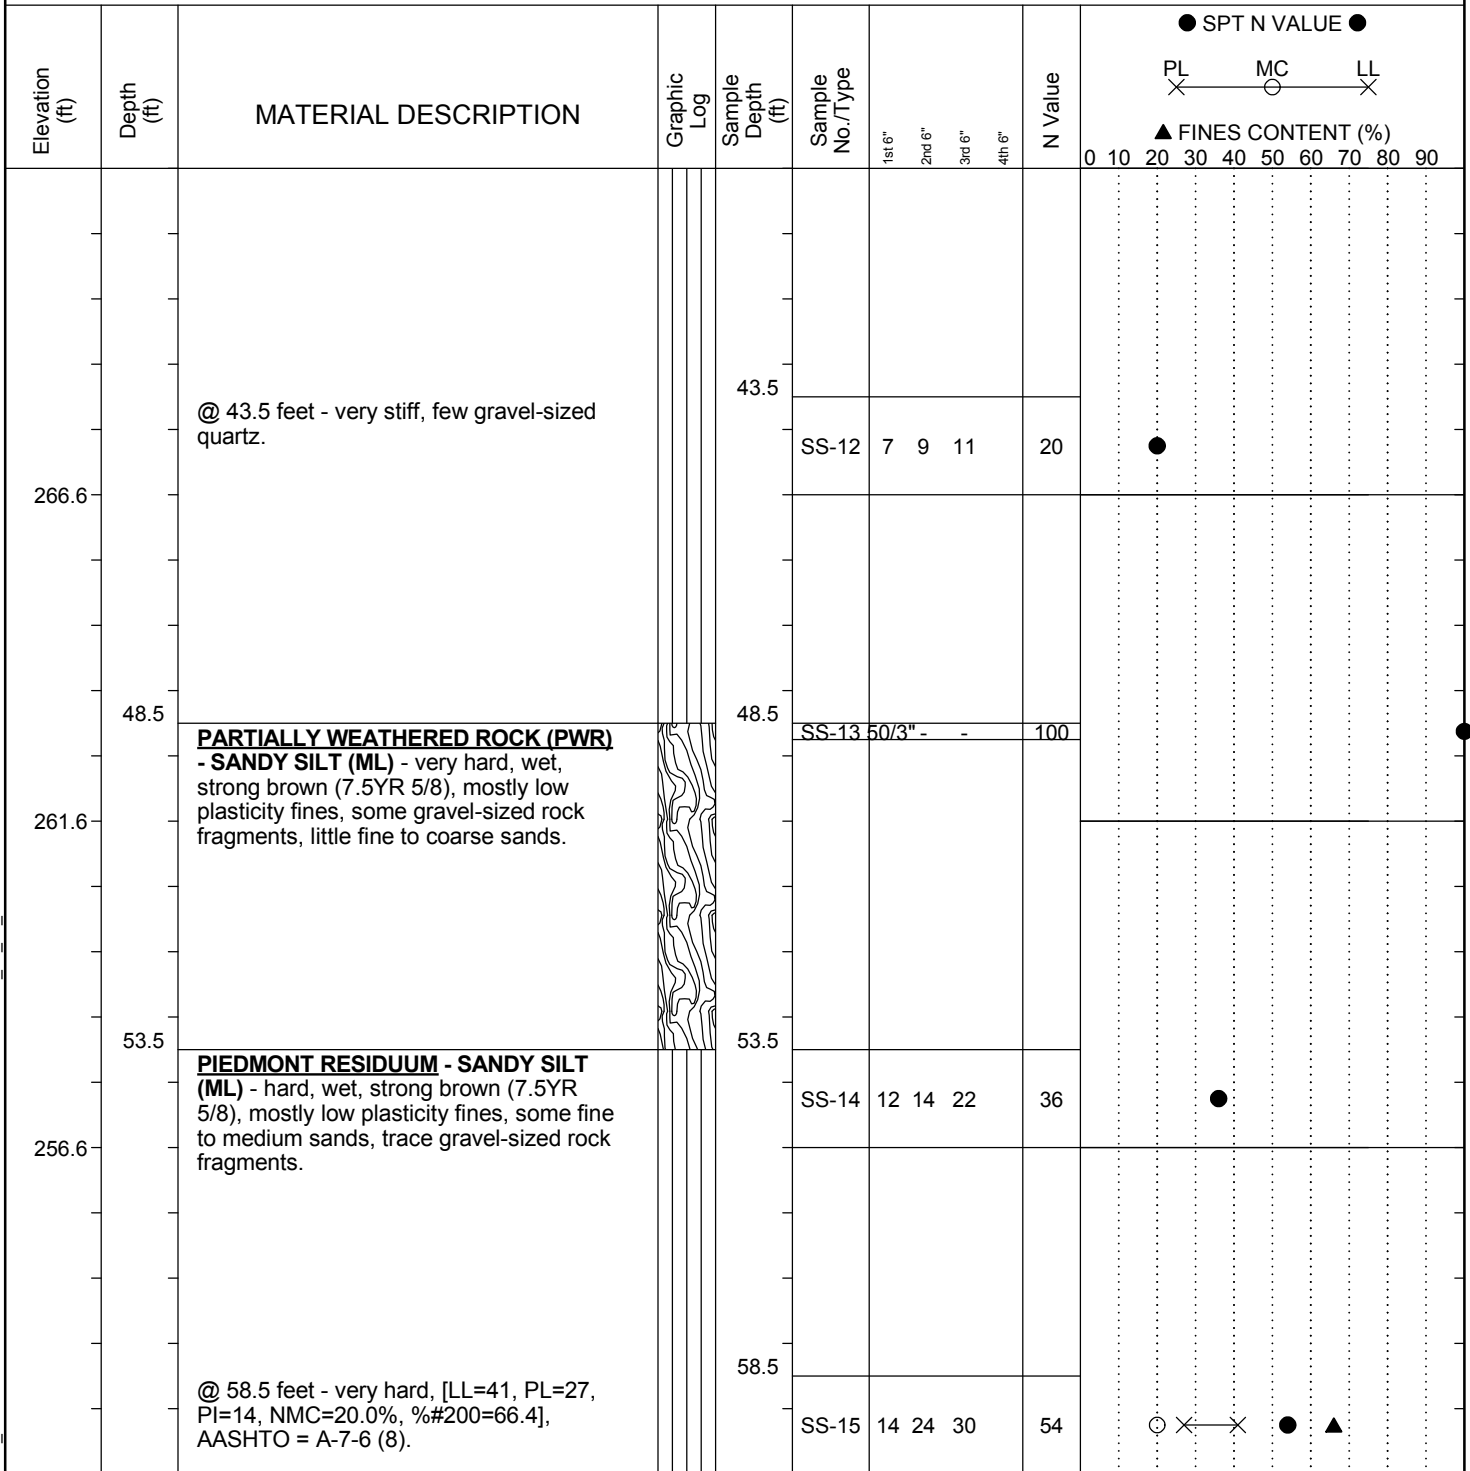 ● SPT N VALUE ●
PL MC LL
▲ FINES CONTENT (%)
0 10 20 30 40 50 60 70 80 90
Elevation
(ft)
Depth
(ft)
MATERIAL DESCRIPTION
Graphic
Log
Sample
Depth
(ft)
Sample
No./Type
1st 6"
2nd 6"
3rd 6"
4th 6"
N Value
43.5
@ 43.5 feet - very stiff, few gravel-sized
quartz.
SS-12 7 9 11 20
266.6
48.5 48.5
SS-13 50/3" - - 100
PARTIALLY WEATHERED ROCK (PWR)
- SANDY SILT (ML) - very hard, wet,
strong brown (7.5YR 5/8), mostly low
plasticity fines, some gravel-sized rock
fragments, little fine to coarse sands.
261.6
53.5 53.5
PIEDMONT RESIDUUM - SANDY SILT
(ML) - hard, wet, strong brown (7.5YR
5/8), mostly low plasticity fines, some fine
to medium sands, trace gravel-sized rock
fragments.
SS-14 12 14 22 36
256.6
58.5
@ 58.5 feet - very hard, [LL=41, PL=27,
PI=14, NMC=20.0%, %#200=66.4],
AASHTO = A-7-6 (8).
SS-15 14 24 30 54